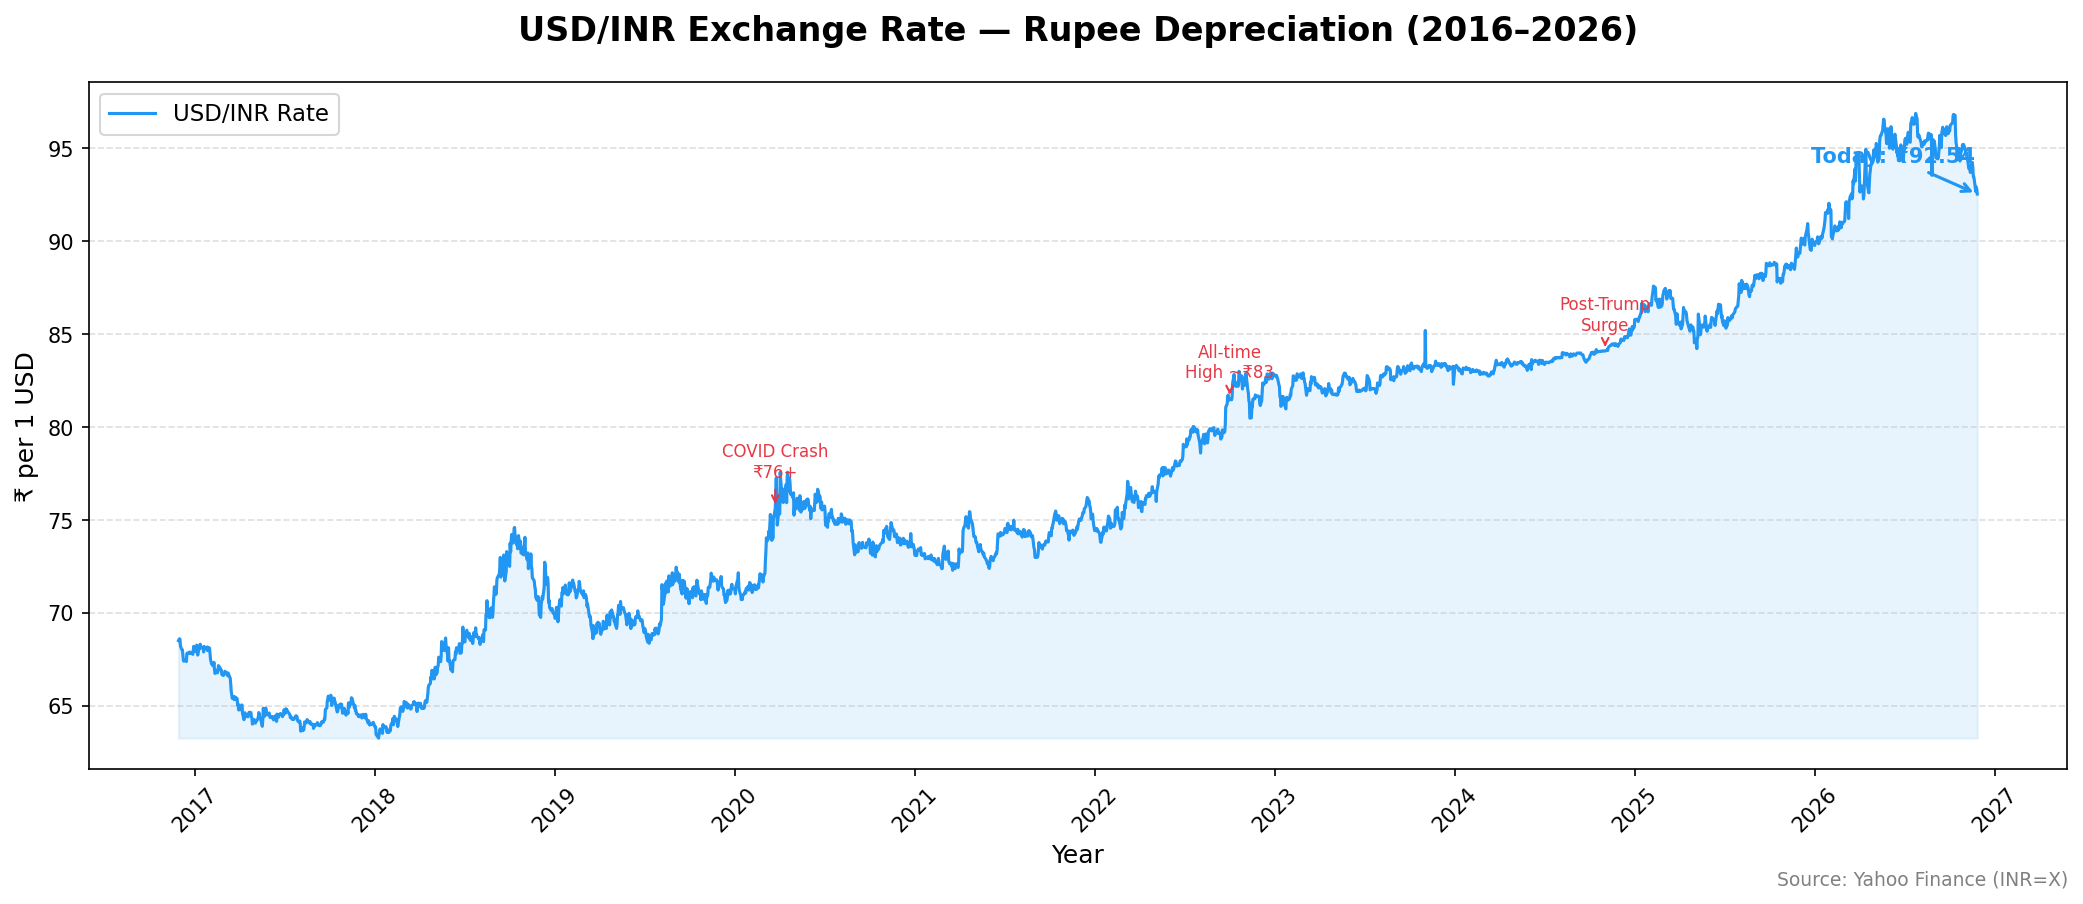 USD/INR Exchange Rate — Rupee Depreciation (2016–2026)
USD/INR Rate
₹ per 1 USD
95
90
85
80
75
70
65
COVID Crash
₹76+
All-time
High ~₹83
Post-Trump
Surge
Today: ₹92.54
2017
2018
2019
2020
2021
2022
2023
2024
2025
2026
2027
Year
Source: Yahoo Finance (INR=X)